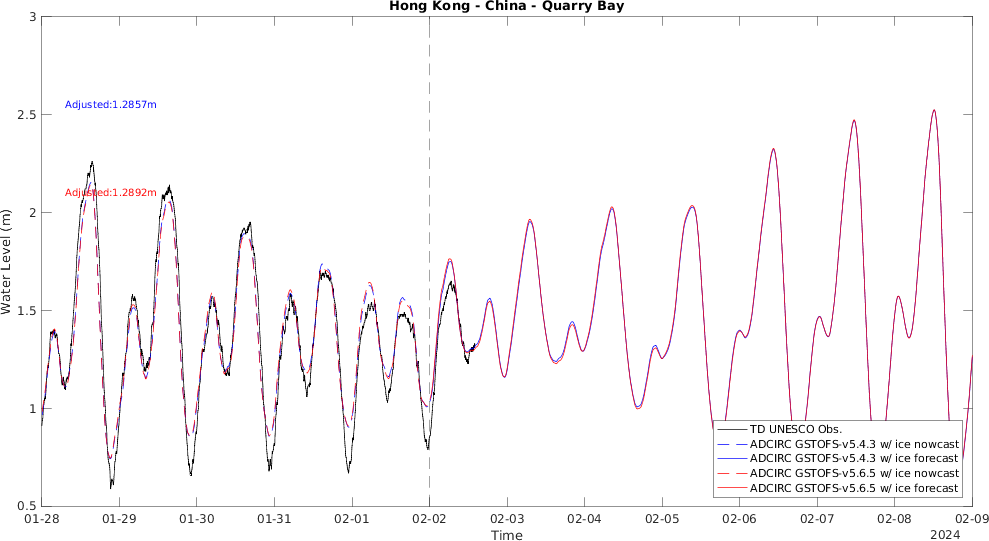 Hong Kong - China - Quarry Bay
3
2.5
2
1.5
1
0.5
Water Level (m)
Adjusted:1.2857m
Adjusted:1.2892m
TD UNESCO Obs.
ADCIRC GSTOFS-v5.4.3 w/ ice nowcast
ADCIRC GSTOFS-v5.4.3 w/ ice forecast
ADCIRC GSTOFS-v5.6.5 w/ ice nowcast
ADCIRC GSTOFS-v5.6.5 w/ ice forecast
01-28 01-29 01-30 01-31 02-01 02-02 02-03 02-04 02-05 02-06 02-07 02-08 02-09
Time
2024